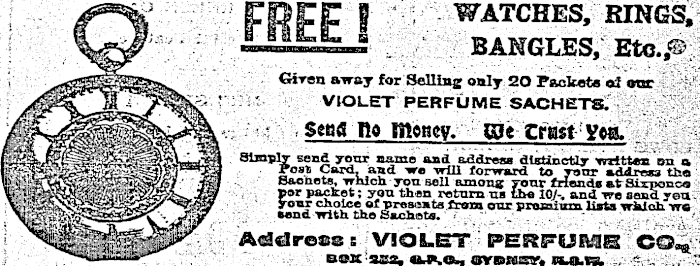 FREE!
WATCHES, RINGS,
BANGLES, Etc.,
Given away for Selling only 20 Packets of our
VIOLET PERFUME SACHETS.
Send No Money. We Trust You.
Simply send your name and address distinctly written on a
Post Card, and we will forward to your address the
Sachets, which you sell among your friends at Sixpence
per packet; you then return us the 10/-, and we send you
your choice of presents from our premium lists which we
send with the Sachets.
Address: VIOLET PERFUME CO.,
BOX 232, G.P.O., SYDNEY, N.S.W.